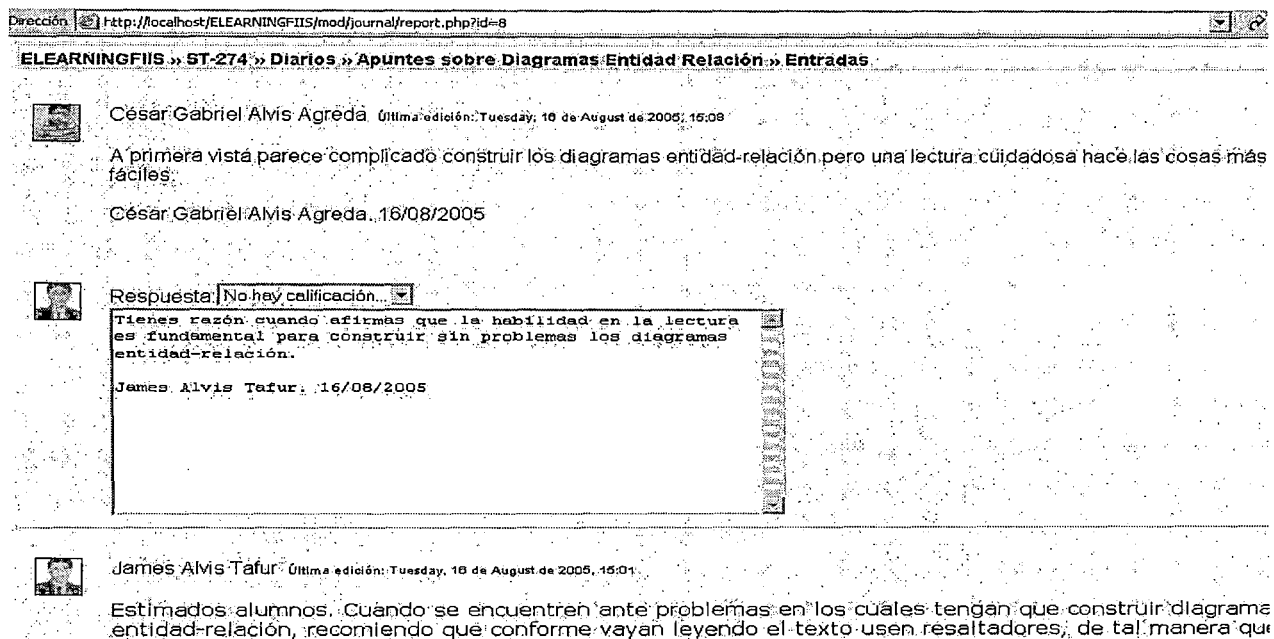 Dirección http://localhost/ELEARNINGFIIS/mod/journal/report.php?id=8
ELEARNINGFIIS » ST-274 » Diarios » Apuntes sobre Diagramas Entidad Relación » Entradas
César Gabriel Alvis Agreda Última edición: Tuesday, 16 de August de 2005, 15:08
A primera vista parece complicado construir los diagramas entidad-relación pero una lectura cuidadosa hace las cosas más
fáciles.
César Gabriel Alvis Agreda. 16/08/2005
Respuesta: No hay calificación...
Tienes razón cuando afirmas que la habilidad en la lectura
es fundamental para construir sin problemas los diagramas
entidad-relación.
James Alvis Tafur. 16/08/2005
James Alvis Tafur Última edición: Tuesday, 16 de August de 2005, 15:01
Estimados alumnos. Cuando se encuentren ante problemas en los cuales tengan que construir diagrama
entidad-relación, recomiendo que conforme vayan leyendo el texto usen resaltadores, de tal manera que